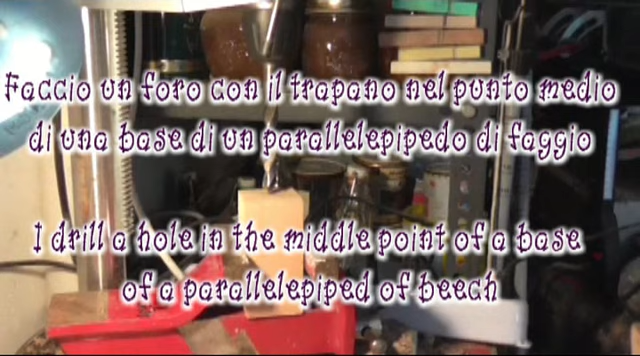 Faccio un foro con il trapano nel punto medio
di una base di un parallelepipedo di faggio
I drill a hole in the middle point of a base
of a parallelepiped of beech